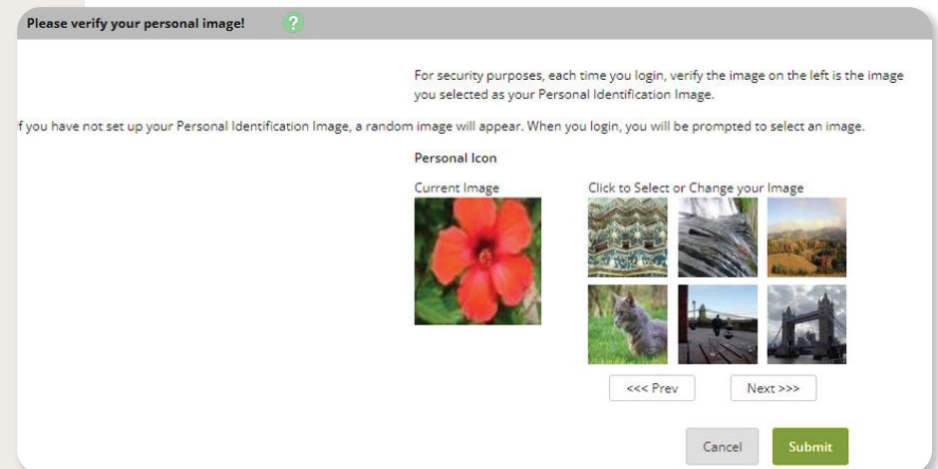 Please verify your personal image! ?
For security purposes, each time you login, verify the image on the left is the image
you selected as your Personal Identification Image.
f you have not set up your Personal Identification Image, a random image will appear. When you login, you will be prompted to select an image.
Personal Icon
Current Image Click to Select or Change your Image
<<< Prev Next >>>
Cancel Submit